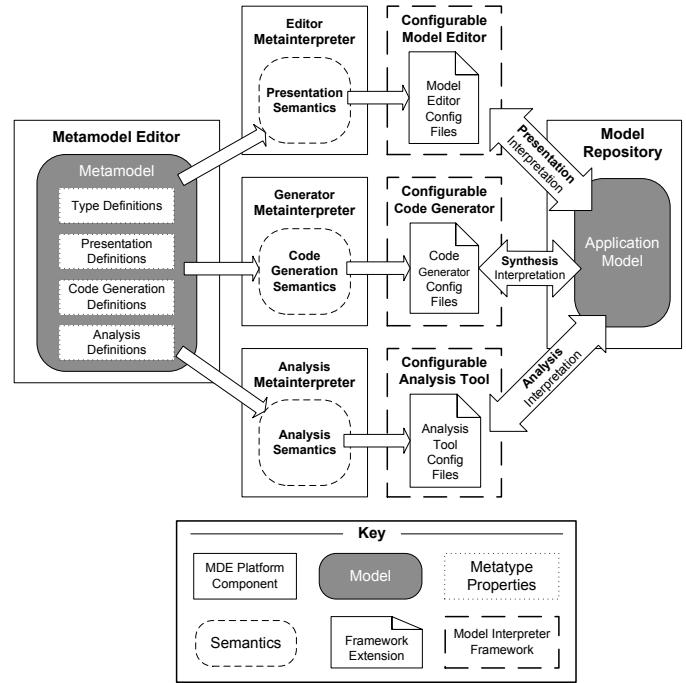 Metamodel Editor
Metamodel
Type Definitions
Presentation
Definitions
Code Generation
Definitions
Analysis
Definitions
Editor
Metainterpreter
Presentation
Semantics
Configurable
Model Editor
Model
Editor
Config
Files
Generator
Metainterpreter
Code
Generation
Semantics
Configurable
Code Generator
Code
Generator
Config
Files
Analysis
Metainterpreter
Analysis
Semantics
Configurable
Analysis Tool
Analysis
Tool
Config
Files
Presentation
Interpretation
Synthesis
Interpretation
Analysis
Interpretation
Model
Repository
Application
Model
Key
MDE Platform
Component
Model
Metatype
Properties
Semantics
Framework
Extension
Model Interpreter
Framework